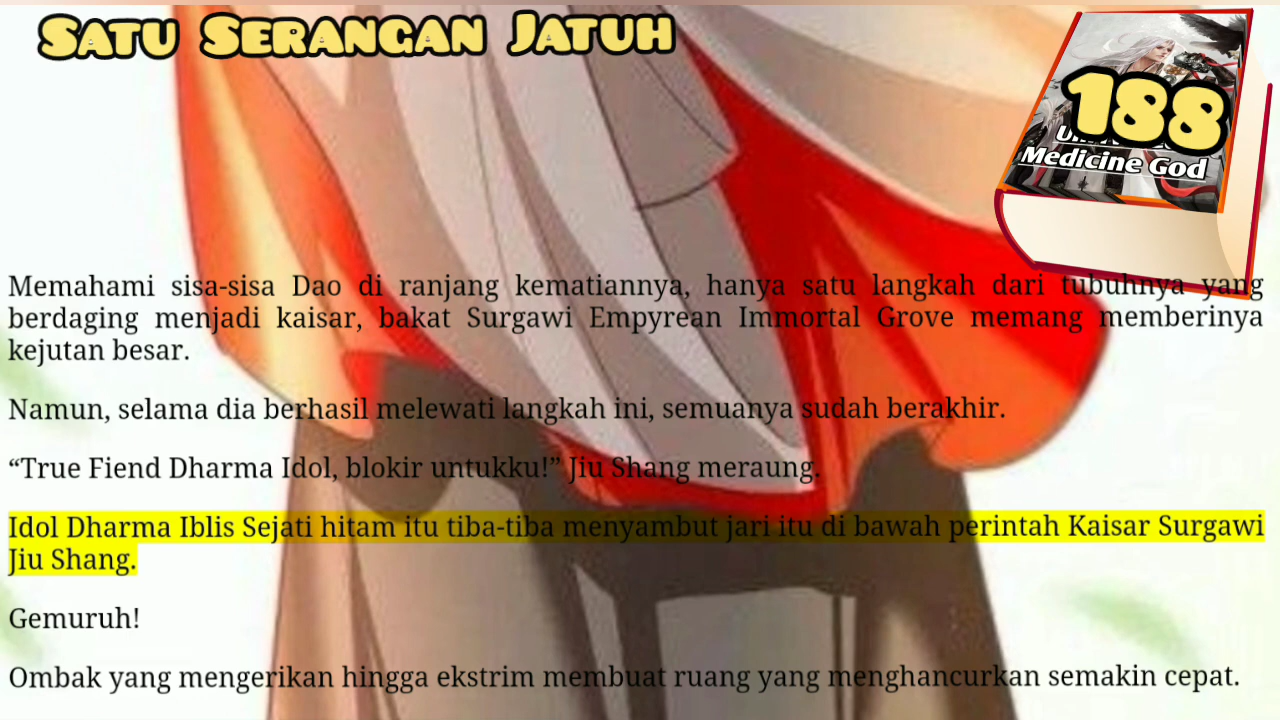 Satu Serangan Jatuh
188
Medicine God
Memahami sisa-sisa Dao di ranjang kematiannya, hanya satu langkah dari tubuhnya yang
berdaging menjadi kaisar, bakat Surgawi Empyrean Immortal Grove memang memberinya
kejutan besar.
Namun, selama dia berhasil melewati langkah ini, semuanya sudah berakhir.
“True Fiend Dharma Idol, blokir untukku!” Jiu Shang meraung.
Idol Dharma Iblis Sejati hitam itu tiba-tiba menyambut jari itu di bawah perintah Kaisar Surgawi
Jiu Shang.
Gemuruh!
Ombak yang mengerikan hingga ekstrim membuat ruang yang menghancurkan semakin cepat.